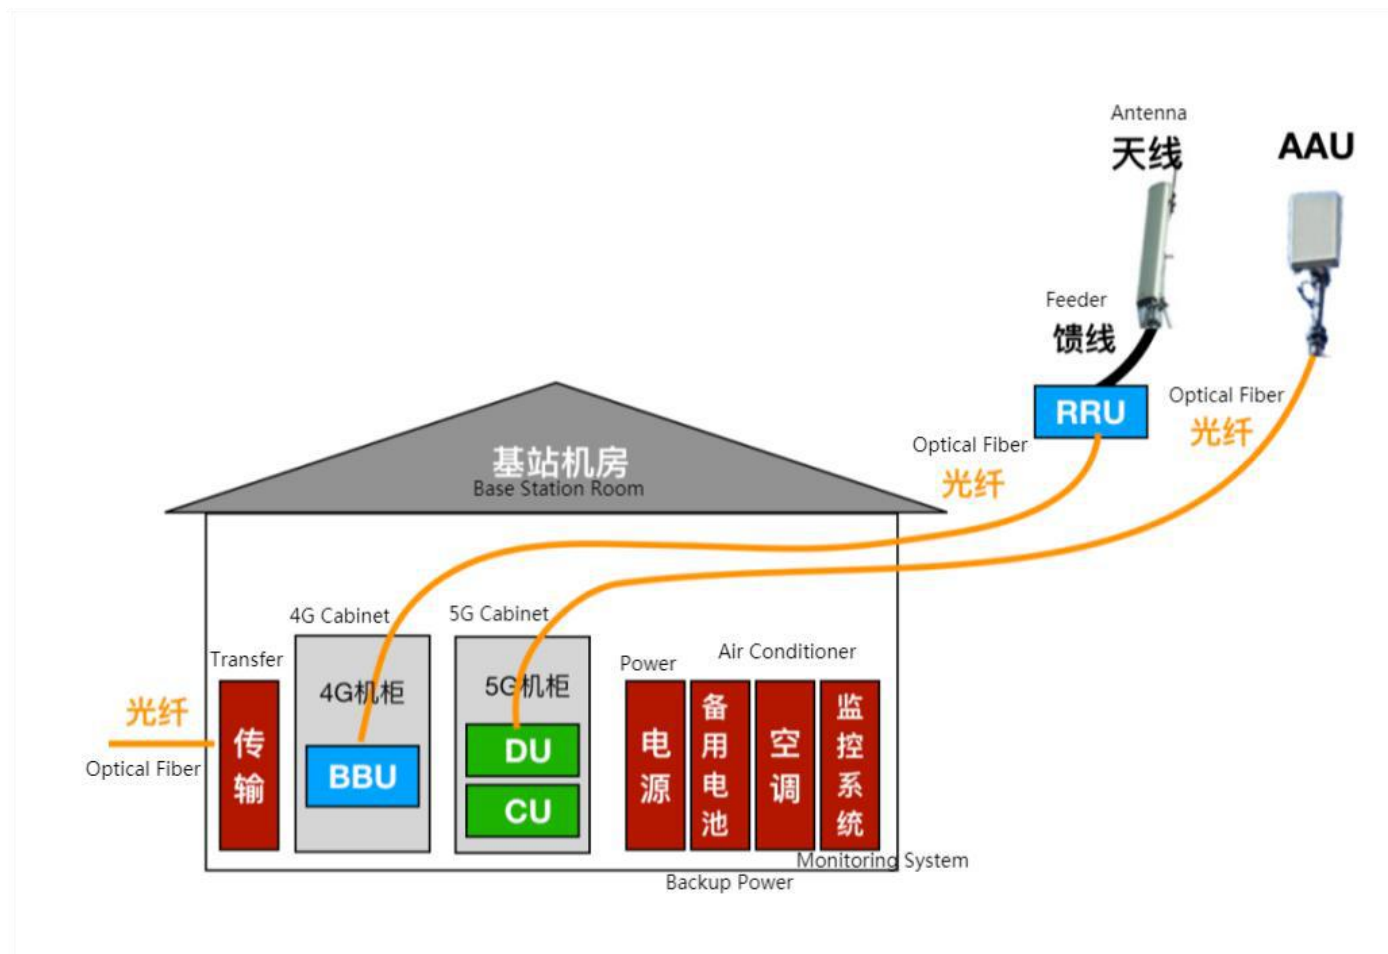 Antenna
天线
AAU
Feeder
馈线
RRU
Optical Fiber
光纤
Optical Fiber
光纤
基站机房
Base Station Room
4G Cabinet
5G Cabinet
Transfer
Power
Air Conditioner
光纤
Optical Fiber
传输
4G机柜
BBU
5G机柜
DU
CU
电源
备用电池
空调
监控系统
Monitoring System
Backup Power